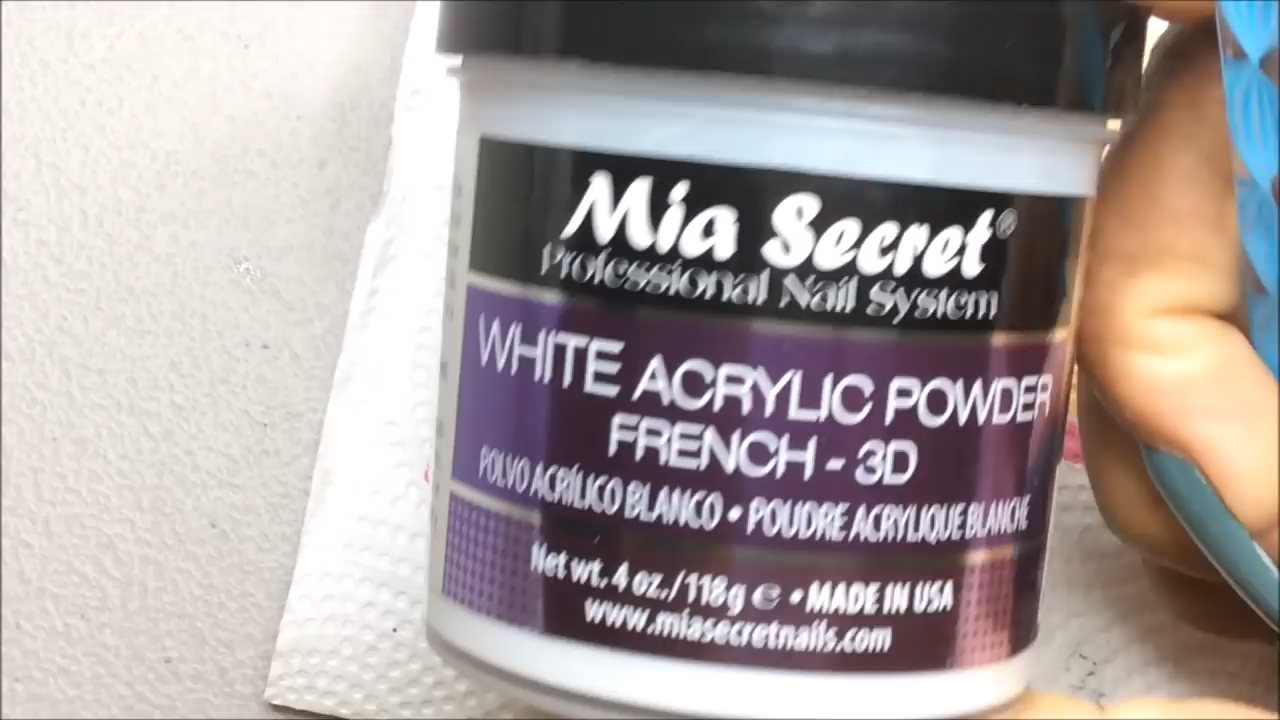 Mia Secret®
Professional Nail System
WHITE ACRYLIC POWDER
FRENCH - 3D
POLVO ACRÍLICO BLANCO • POUDRE ACRYLIQUE BLANCHE
Net wt. 4 oz./118g ℮ • MADE IN USA
www.miasecretnails.com